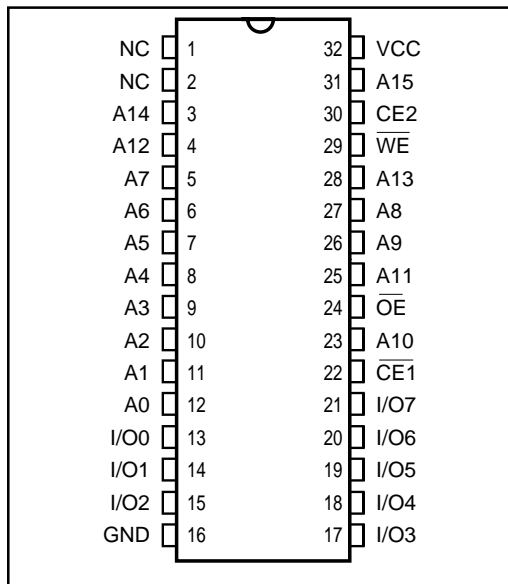 NC 1 32 VCC
NC 2 31 A15
A14 3 30 CE2
A12 4 29 W̅E̅
A7 5 28 A13
A6 6 27 A8
A5 7 26 A9
A4 8 25 A11
A3 9 24 O̅E̅
A2 10 23 A10
A1 11 22 C̅E̅1̅
A0 12 21 I/O7
I/O0 13 20 I/O6
I/O1 14 19 I/O5
I/O2 15 18 I/O4
GND 16 17 I/O3